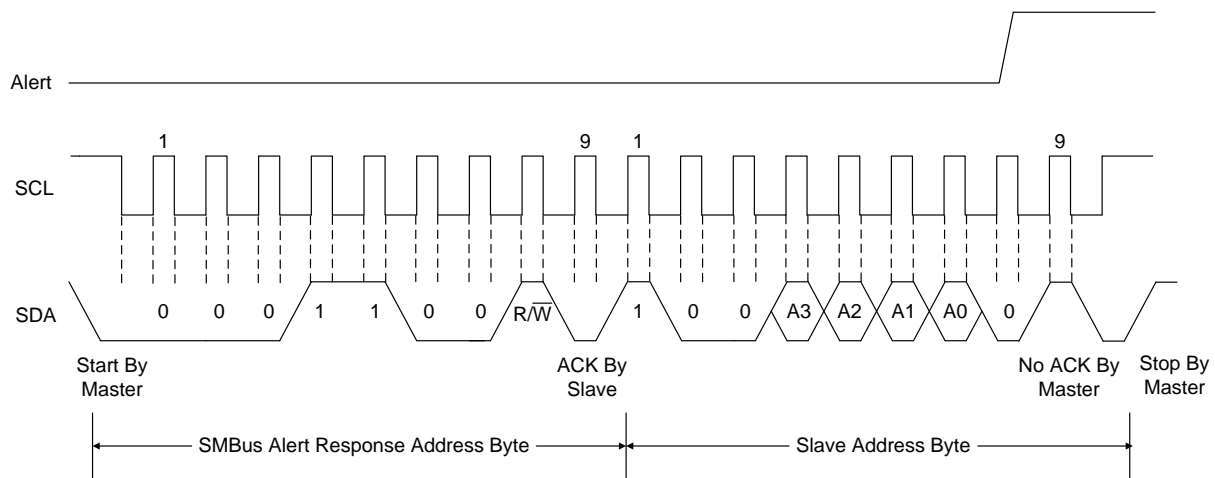 Alert
1 9 1 9
SCL
SDA 0 0 0 1 1 0 0 R/W̅ 1 0 0 A3 A2 A1 A0 0
Start By
Master
ACK By
Slave
No ACK By
Master
Stop By
Master
SMBus Alert Response Address Byte
Slave Address Byte